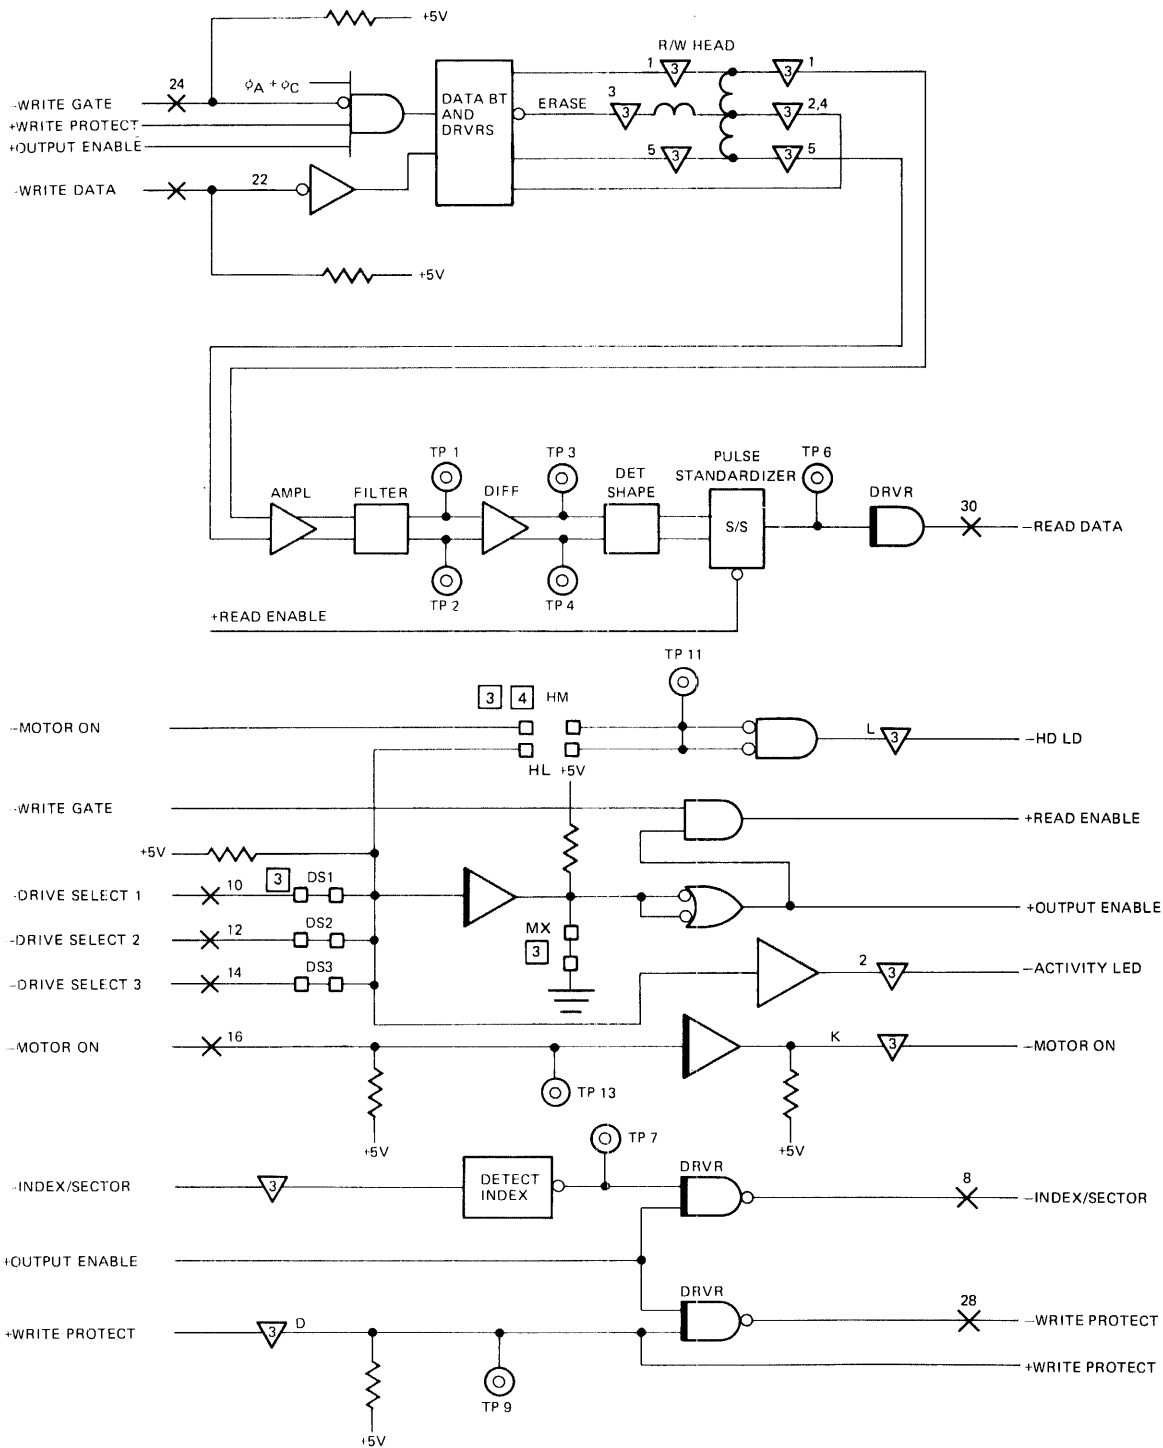 +5V
R/W HEAD
24
ϕA + ϕC
1
3
3
1
–WRITE GATE
DATA BT
AND
DRVRS
ERASE
3
3
3
2,4
+WRITE PROTECT
+OUTPUT ENABLE
5
3
3
5
–WRITE DATA
22
+5V
TP 1
TP 3
PULSE
STANDARDIZER
TP 6
AMPL
FILTER
DIFF
DET
SHAPE
S/S
DRVR
30
–READ DATA
TP 2
TP 4
+READ ENABLE
TP 11
3
4
HM
–MOTOR ON
L
3
–HD LD
HL
+5V
–WRITE GATE
+READ ENABLE
+5V
–DRIVE SELECT 1
10
3
DS1
+OUTPUT ENABLE
–DRIVE SELECT 2
12
DS2
MX
3
–DRIVE SELECT 3
14
DS3
2
3
–ACTIVITY LED
–MOTOR ON
16
K
3
–MOTOR ON
TP 13
+5V
+5V
TP 7
–INDEX/SECTOR
3
DETECT
INDEX
DRVR
8
–INDEX/SECTOR
+OUTPUT ENABLE
DRVR
28
–WRITE PROTECT
+WRITE PROTECT
3
D
+WRITE PROTECT
TP 9
+5V